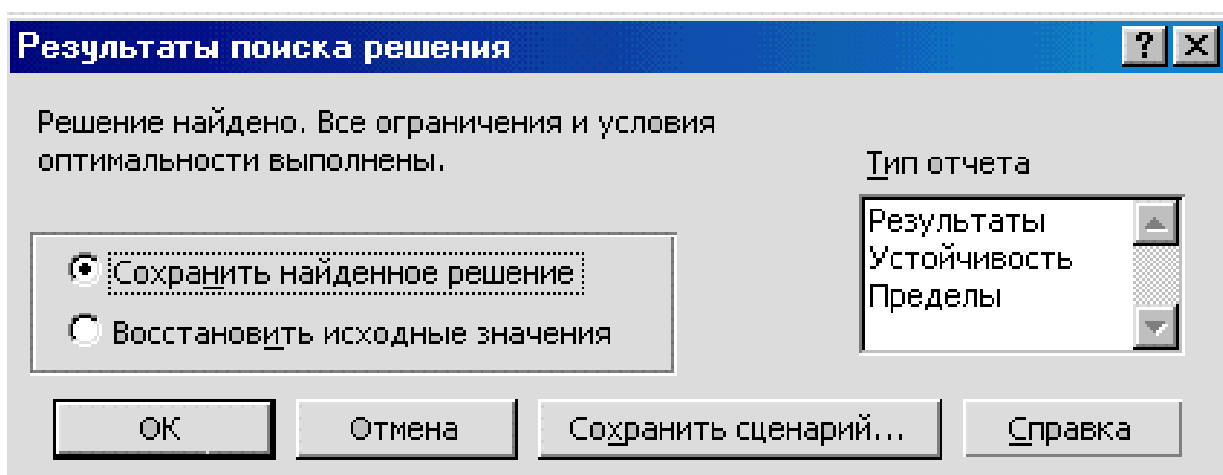 Результаты поиска решения
Решение найдено. Все ограничения и условия
оптимальности выполнены.
Тип отчета
Результаты
Устойчивость
Пределы
Сохранить найденное решение
Восстановить исходные значения
ОК
Отмена
Сохранить сценарий...
Справка